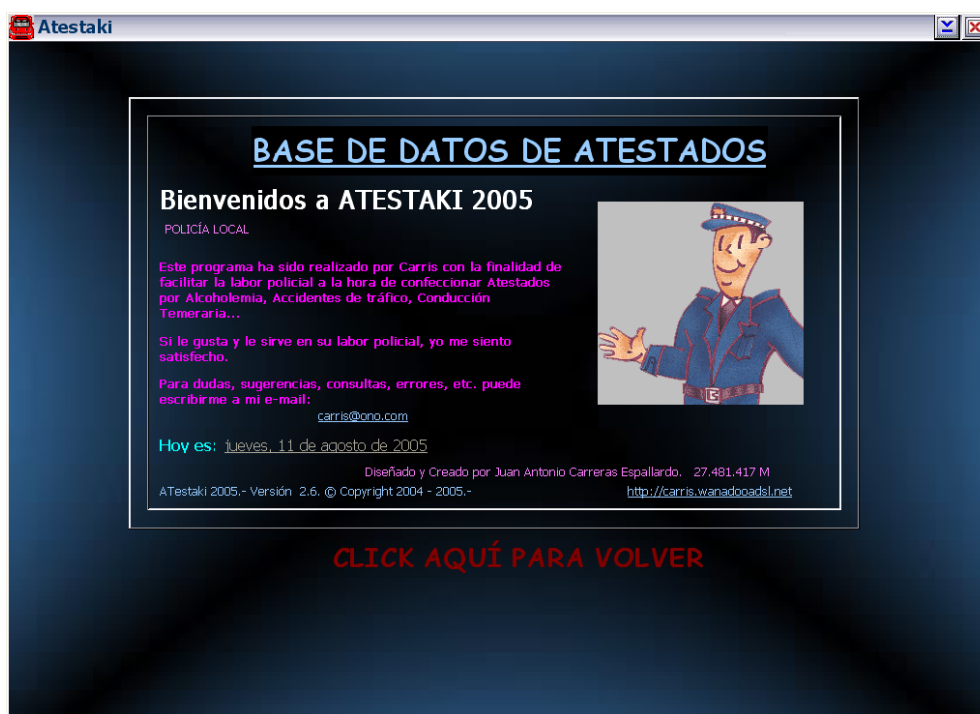 Atestaki
BASE DE DATOS DE ATESTADOS
Bienvenidos a ATESTAKI 2005
POLICÍA LOCAL
Este programa ha sido realizado por Carris con la finalidad de
facilitar la labor policial a la hora de confeccionar Atestados
por Alcoholemia, Accidentes de tráfico, Conducción
Temeraria...
Si le gusta y le sirve en su labor policial, yo me siento
satisfecho.
Para dudas, sugerencias, consultas, errores, etc. puede
escribirme a mi e-mail:
carris@ono.com
Hoy es: jueves, 11 de agosto de 2005
Diseñado y Creado por Juan Antonio Carreras Espallardo. 27.481.417 M
ATestaki 2005.- Versión 2.6. © Copyright 2004 - 2005.- http://carris.wanadooadsl.net
CLICK AQUÍ PARA VOLVER